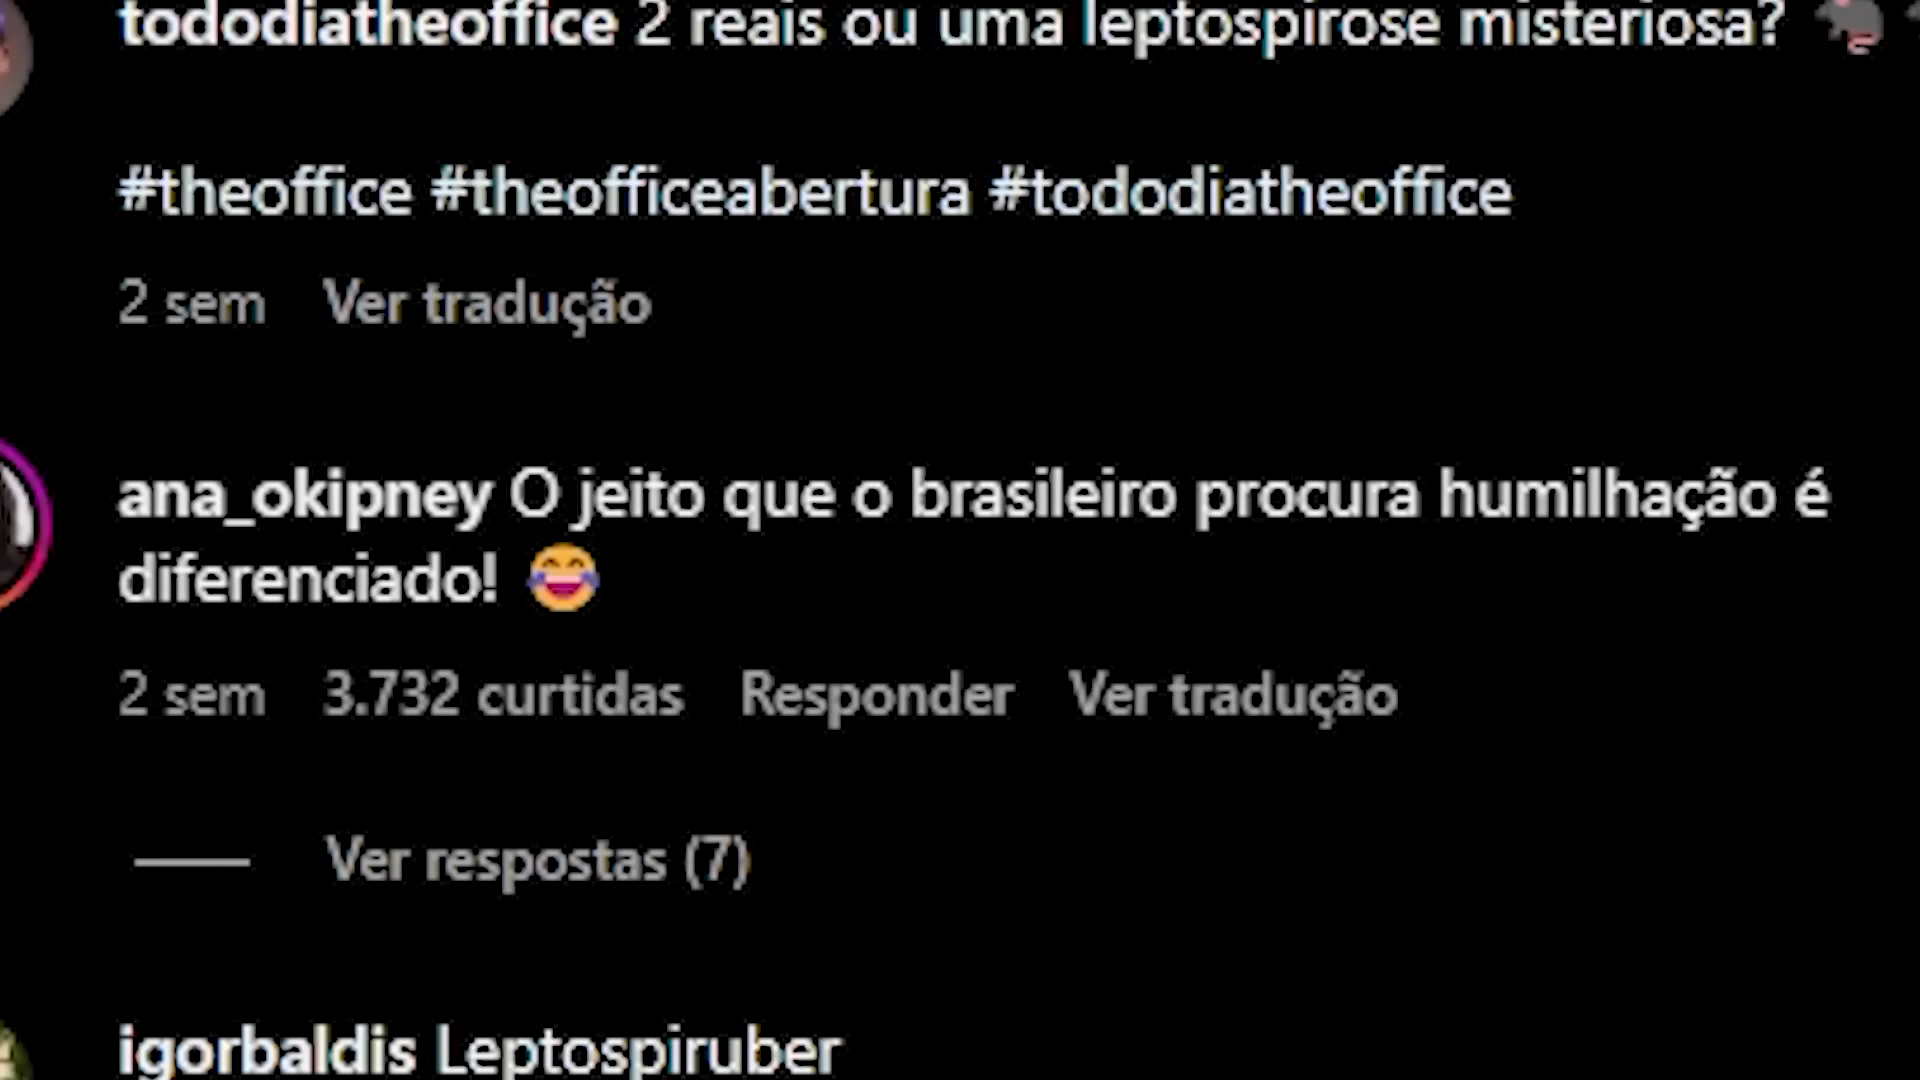 tododiatheoffice 2 reais ou uma leptospirose misteriosa? 🐀
#theoffice #theofficeabertura #tododiatheoffice
2 sem Ver tradução
ana_okipney O jeito que o brasileiro procura humilhação é
diferenciado! 😂
2 sem 3.732 curtidas Responder Ver tradução
Ver respostas (7)
igorbaldis Leptospiruber